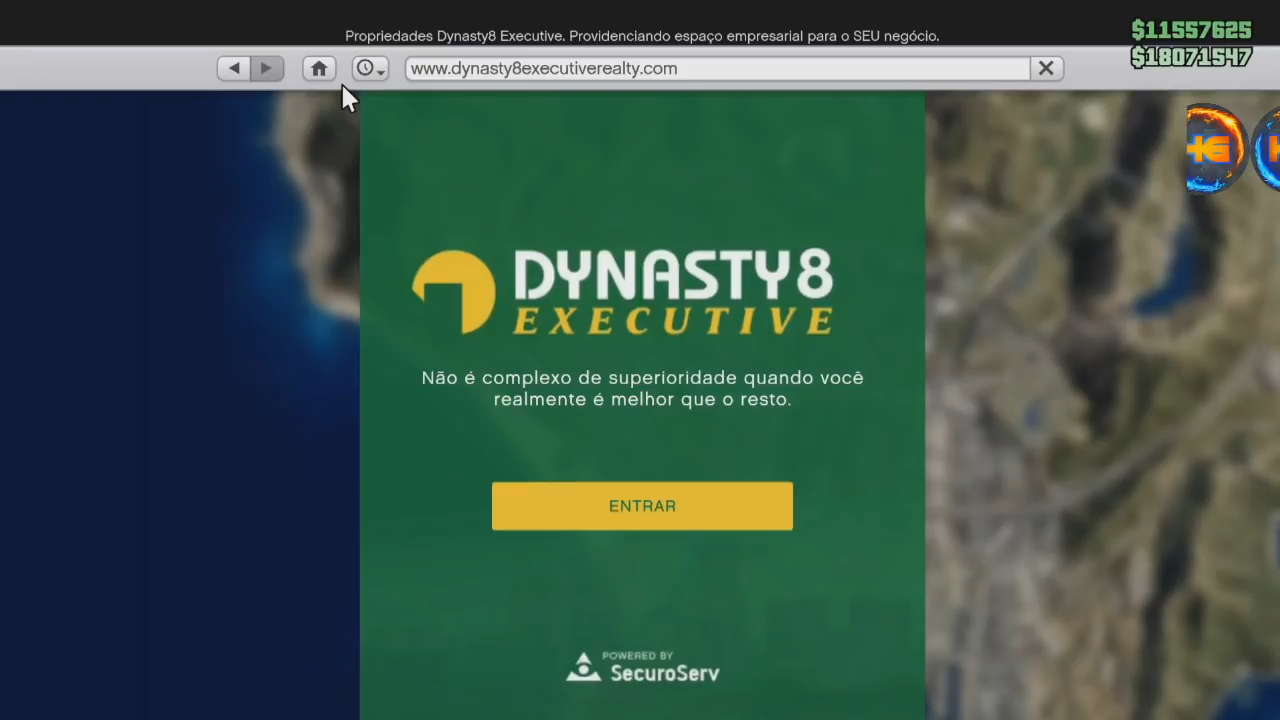 Propriedades Dynasty8 Executive. Providenciando espaço empresarial para o SEU negócio.
$11557625
www.dynasty8executiverealty.com
$18071547
HG
DYNASTY8
EXECUTIVE
Não é complexo de superioridade quando você
realmente é melhor que o resto.
ENTRAR
POWERED BY
SecuroServ